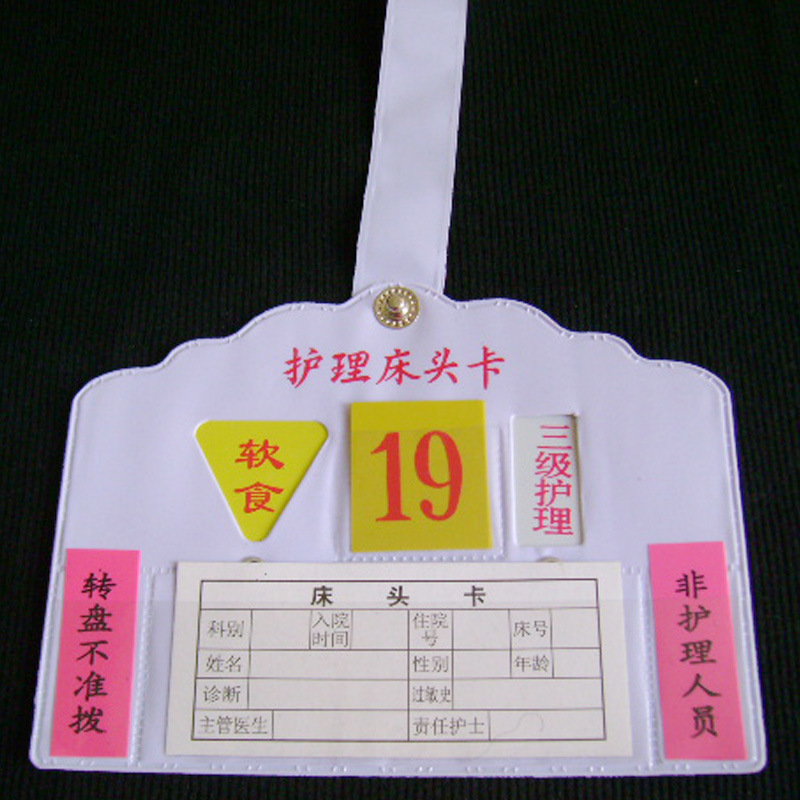 护理床头卡
软食
19
三级护理
非护理人员
转盘不准拨
床头卡
科别 入院时间 住院号 床号
姓名 性别 年龄
诊断 过敏史
主管医生 责任护士